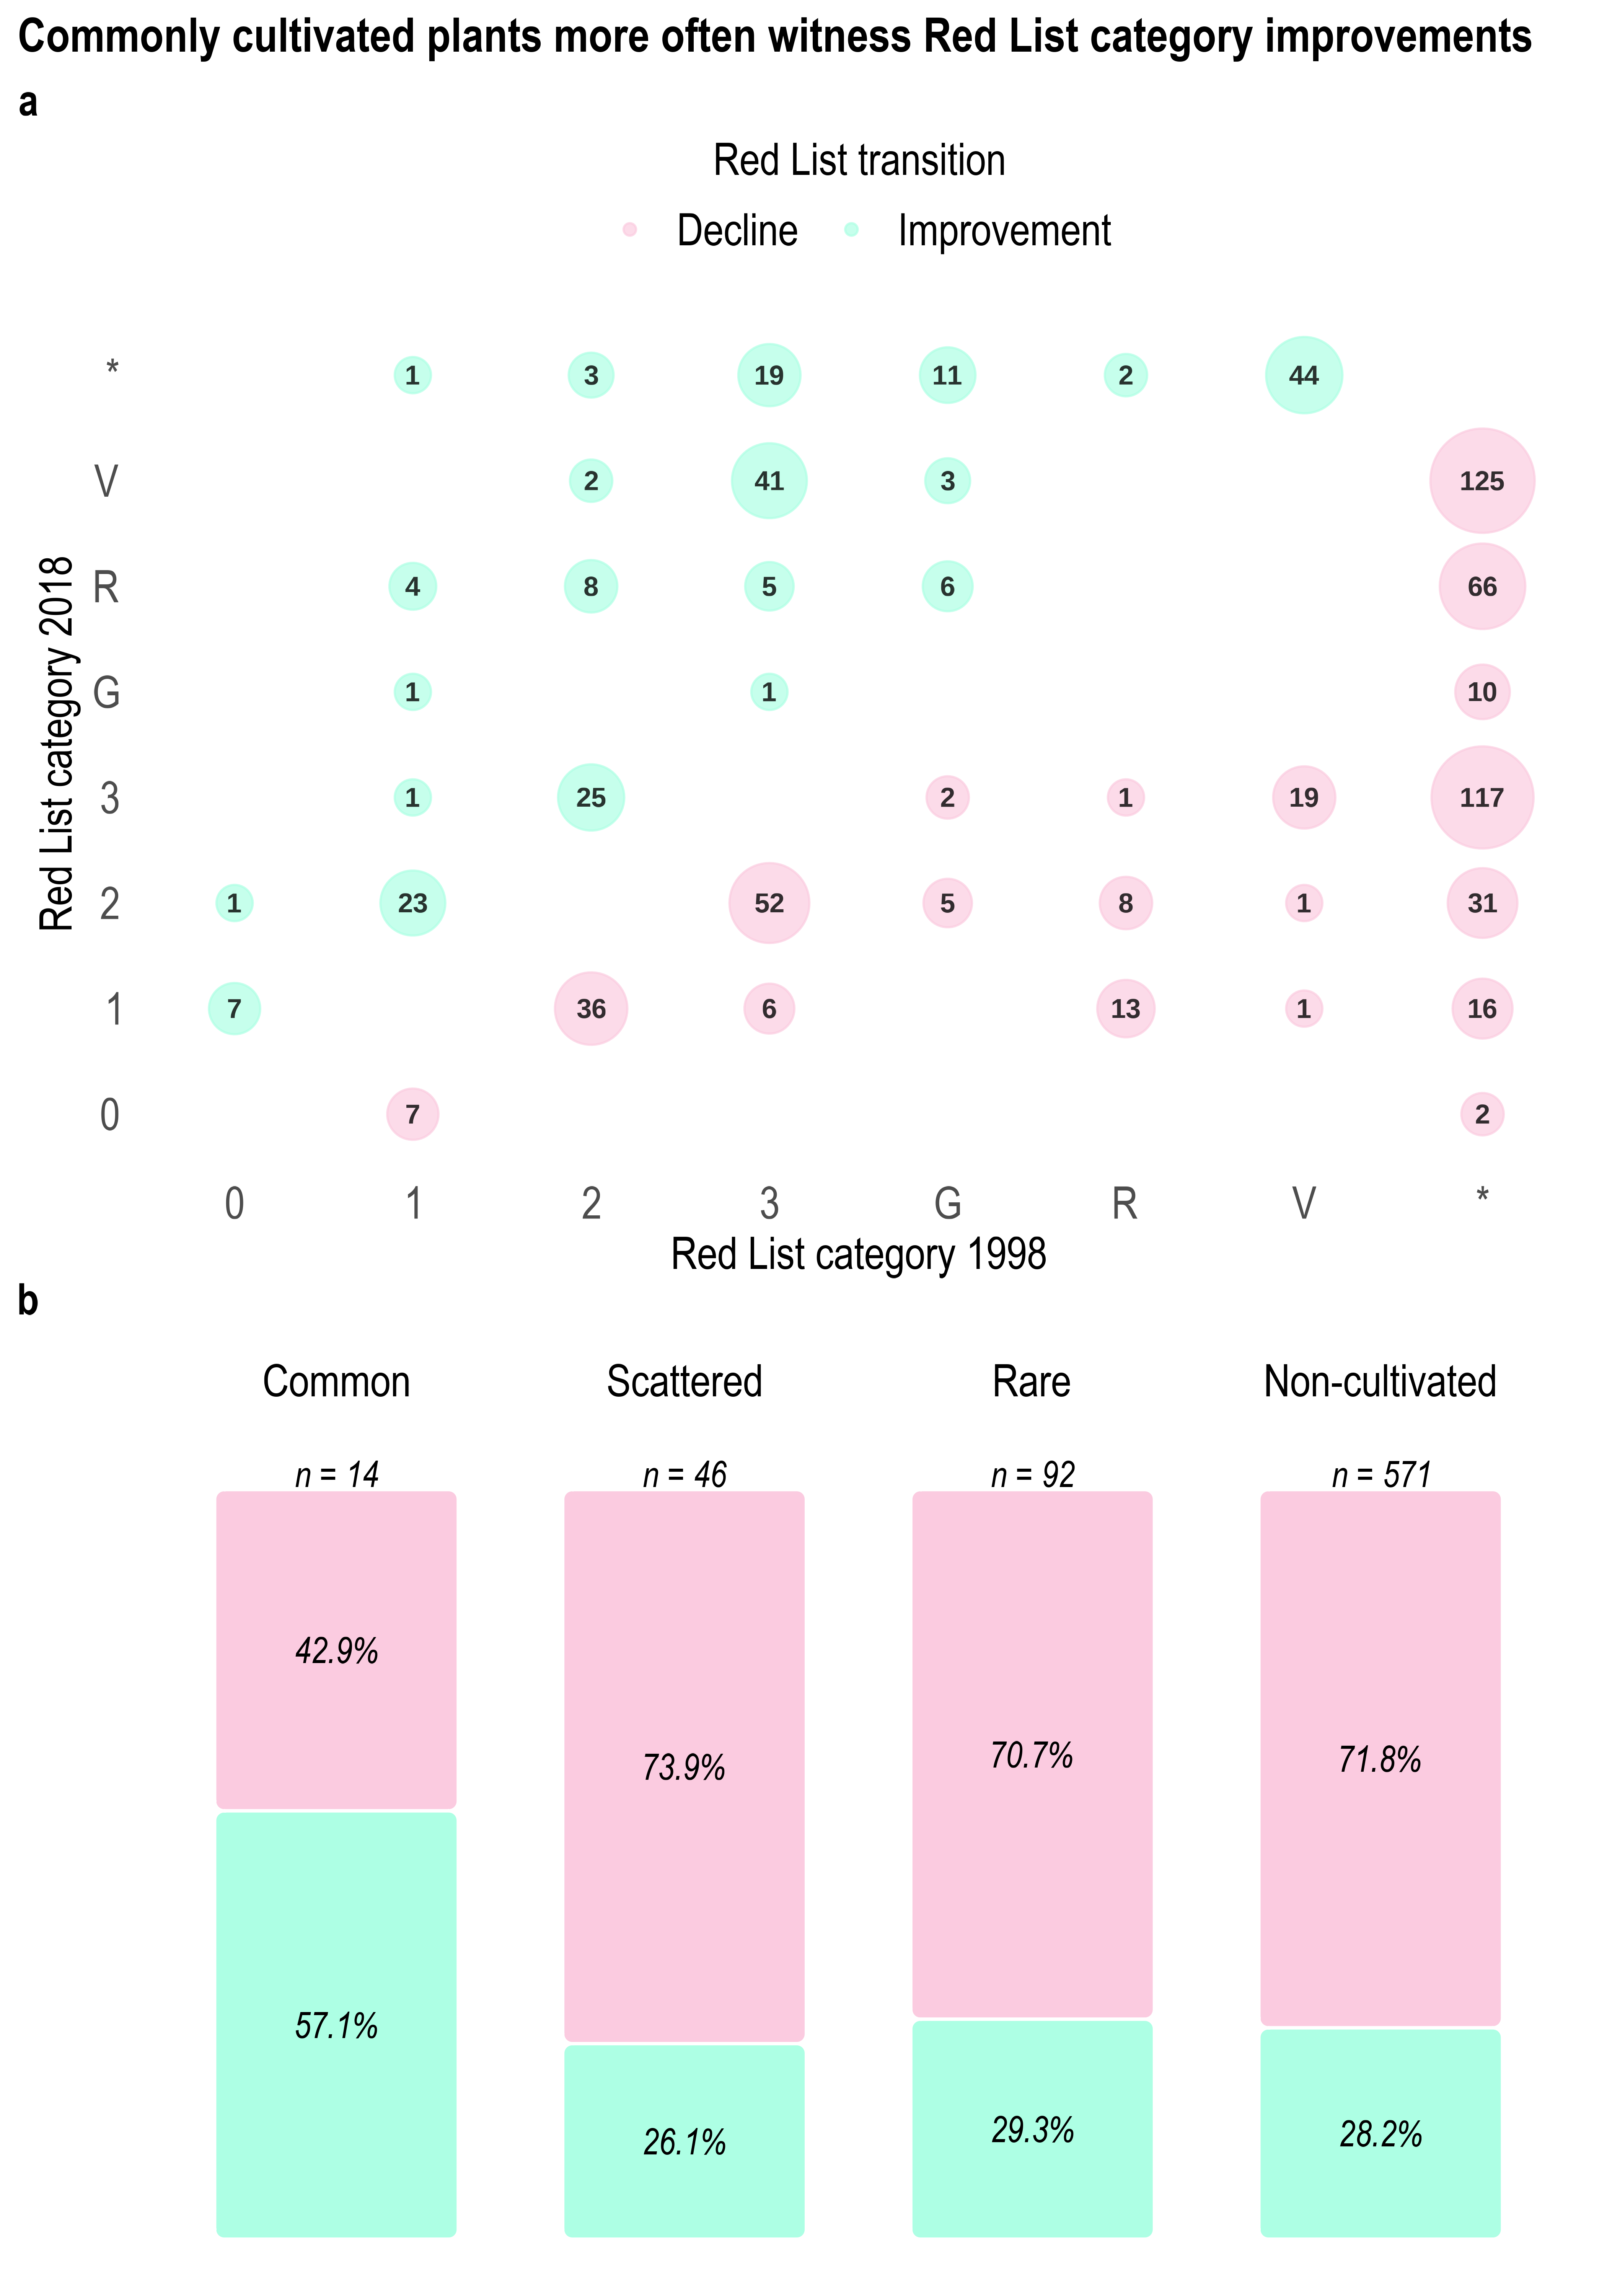 Commonly cultivated plants more often witness Red List category improvements
a
Red List transition
Decline Improvement
* 1 3 19 11 2 44
V 2 41 3 125
R 4 8 5 6 66
G 1 1 10
3 1 25 2 1 19 117
2 1 23 52 5 8 1 31
1 7 36 6 13 1 16
0 7 2
Red List category 2018
0 1 2 3 G R V *
Red List category 1998
b
Common Scattered Rare Non-cultivated
n = 14 n = 46 n = 92 n = 571
42.9% 73.9% 70.7% 71.8%
57.1% 26.1% 29.3% 28.2%